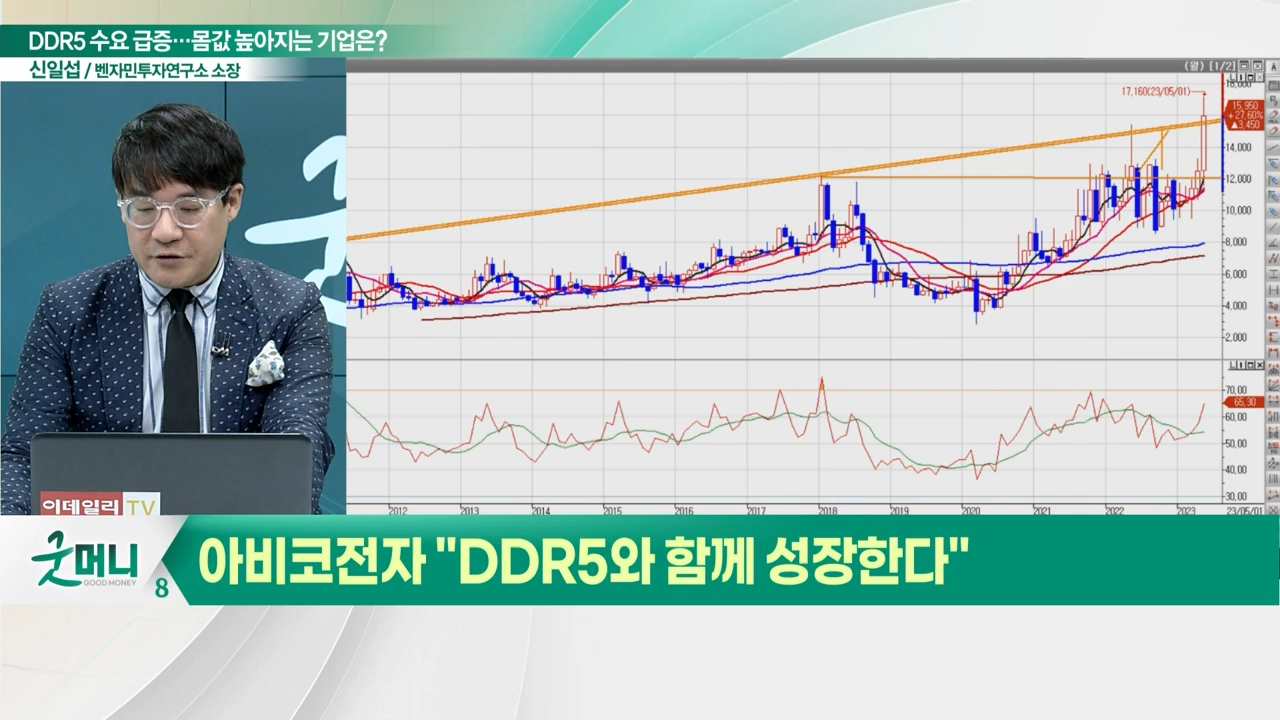 DDR5 수요 급증…몸값 높아지는 기업은?
신일섭 / 벤자민투자연구소 소장
(월) [1/2]
17,160(23/05/01)
18,000
15,950
+27.60%
▲3,450
14,000
12,000
10,000
8,000
6,000
4,000
2,000
70.00
65.30
60.00
50.00
40.00
30.00
2012 2013 2014 2015 2016 2017 2018 2019 2020 2021 2022 2023 23/05/01
이데일리 TV
굿머니
GOOD MONEY
8
아비코전자 "DDR5와 함께 성장한다"